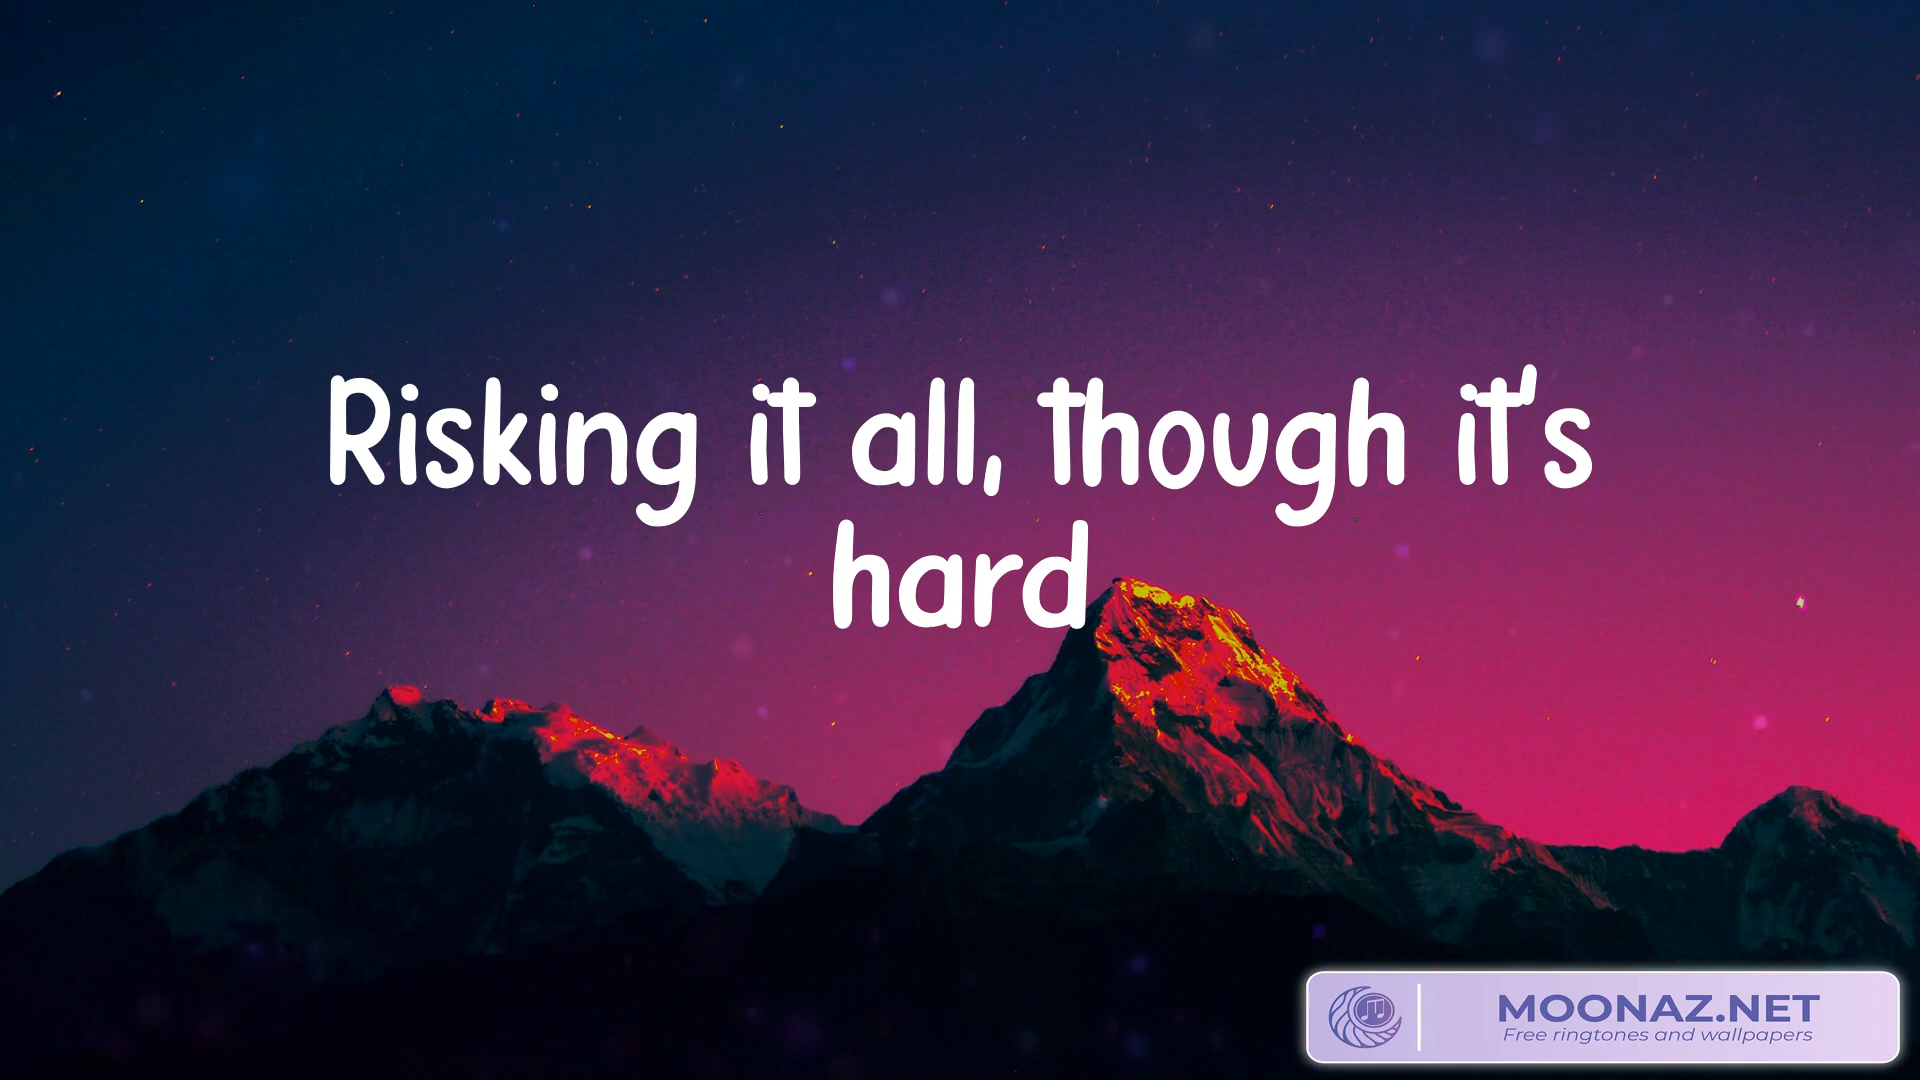 Risking it all, though it's
hard
MOONAZ.NET
Free ringtones and wallpapers